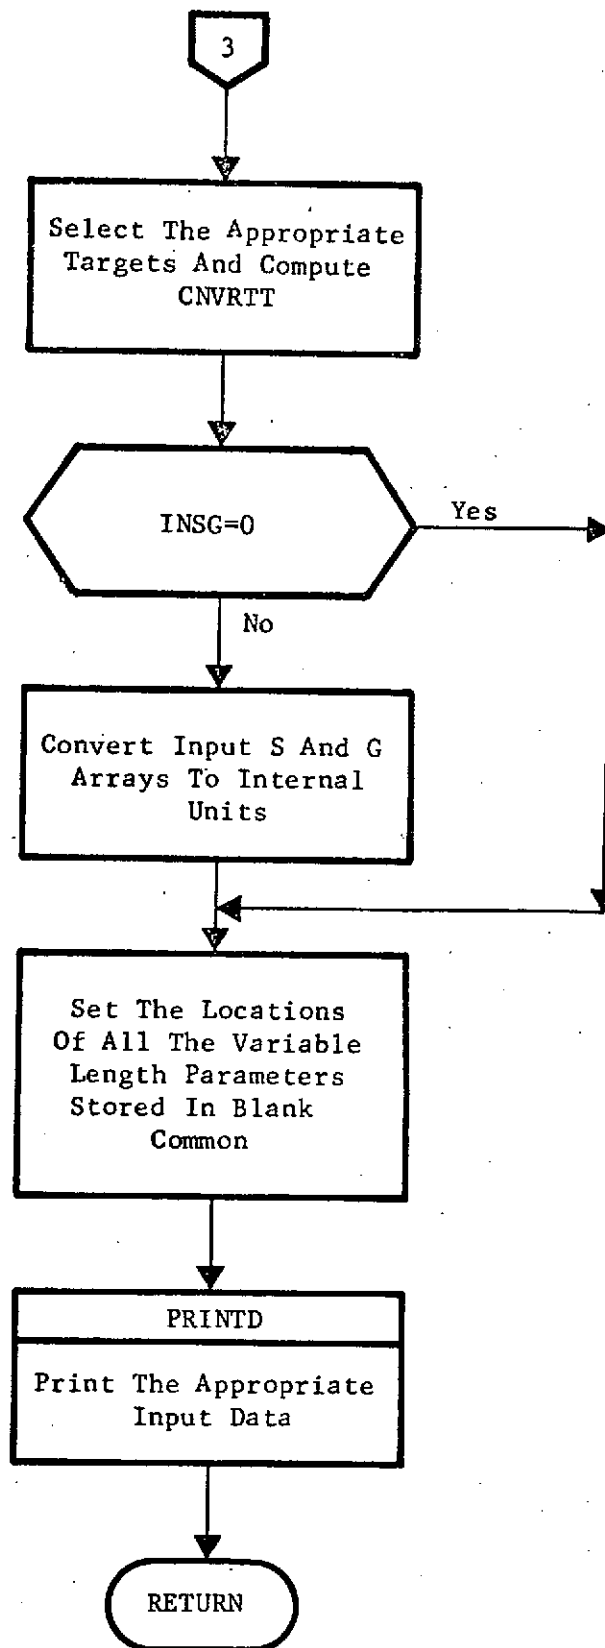 3
Select The Appropriate
Targets And Compute
CNVRTT
INSG=0
Yes
No
Convert Input S And G
Arrays To Internal
Units
Set The Locations
Of All The Variable
Length Parameters
Stored In Blank
Common
PRINTD
Print The Appropriate
Input Data
RETURN